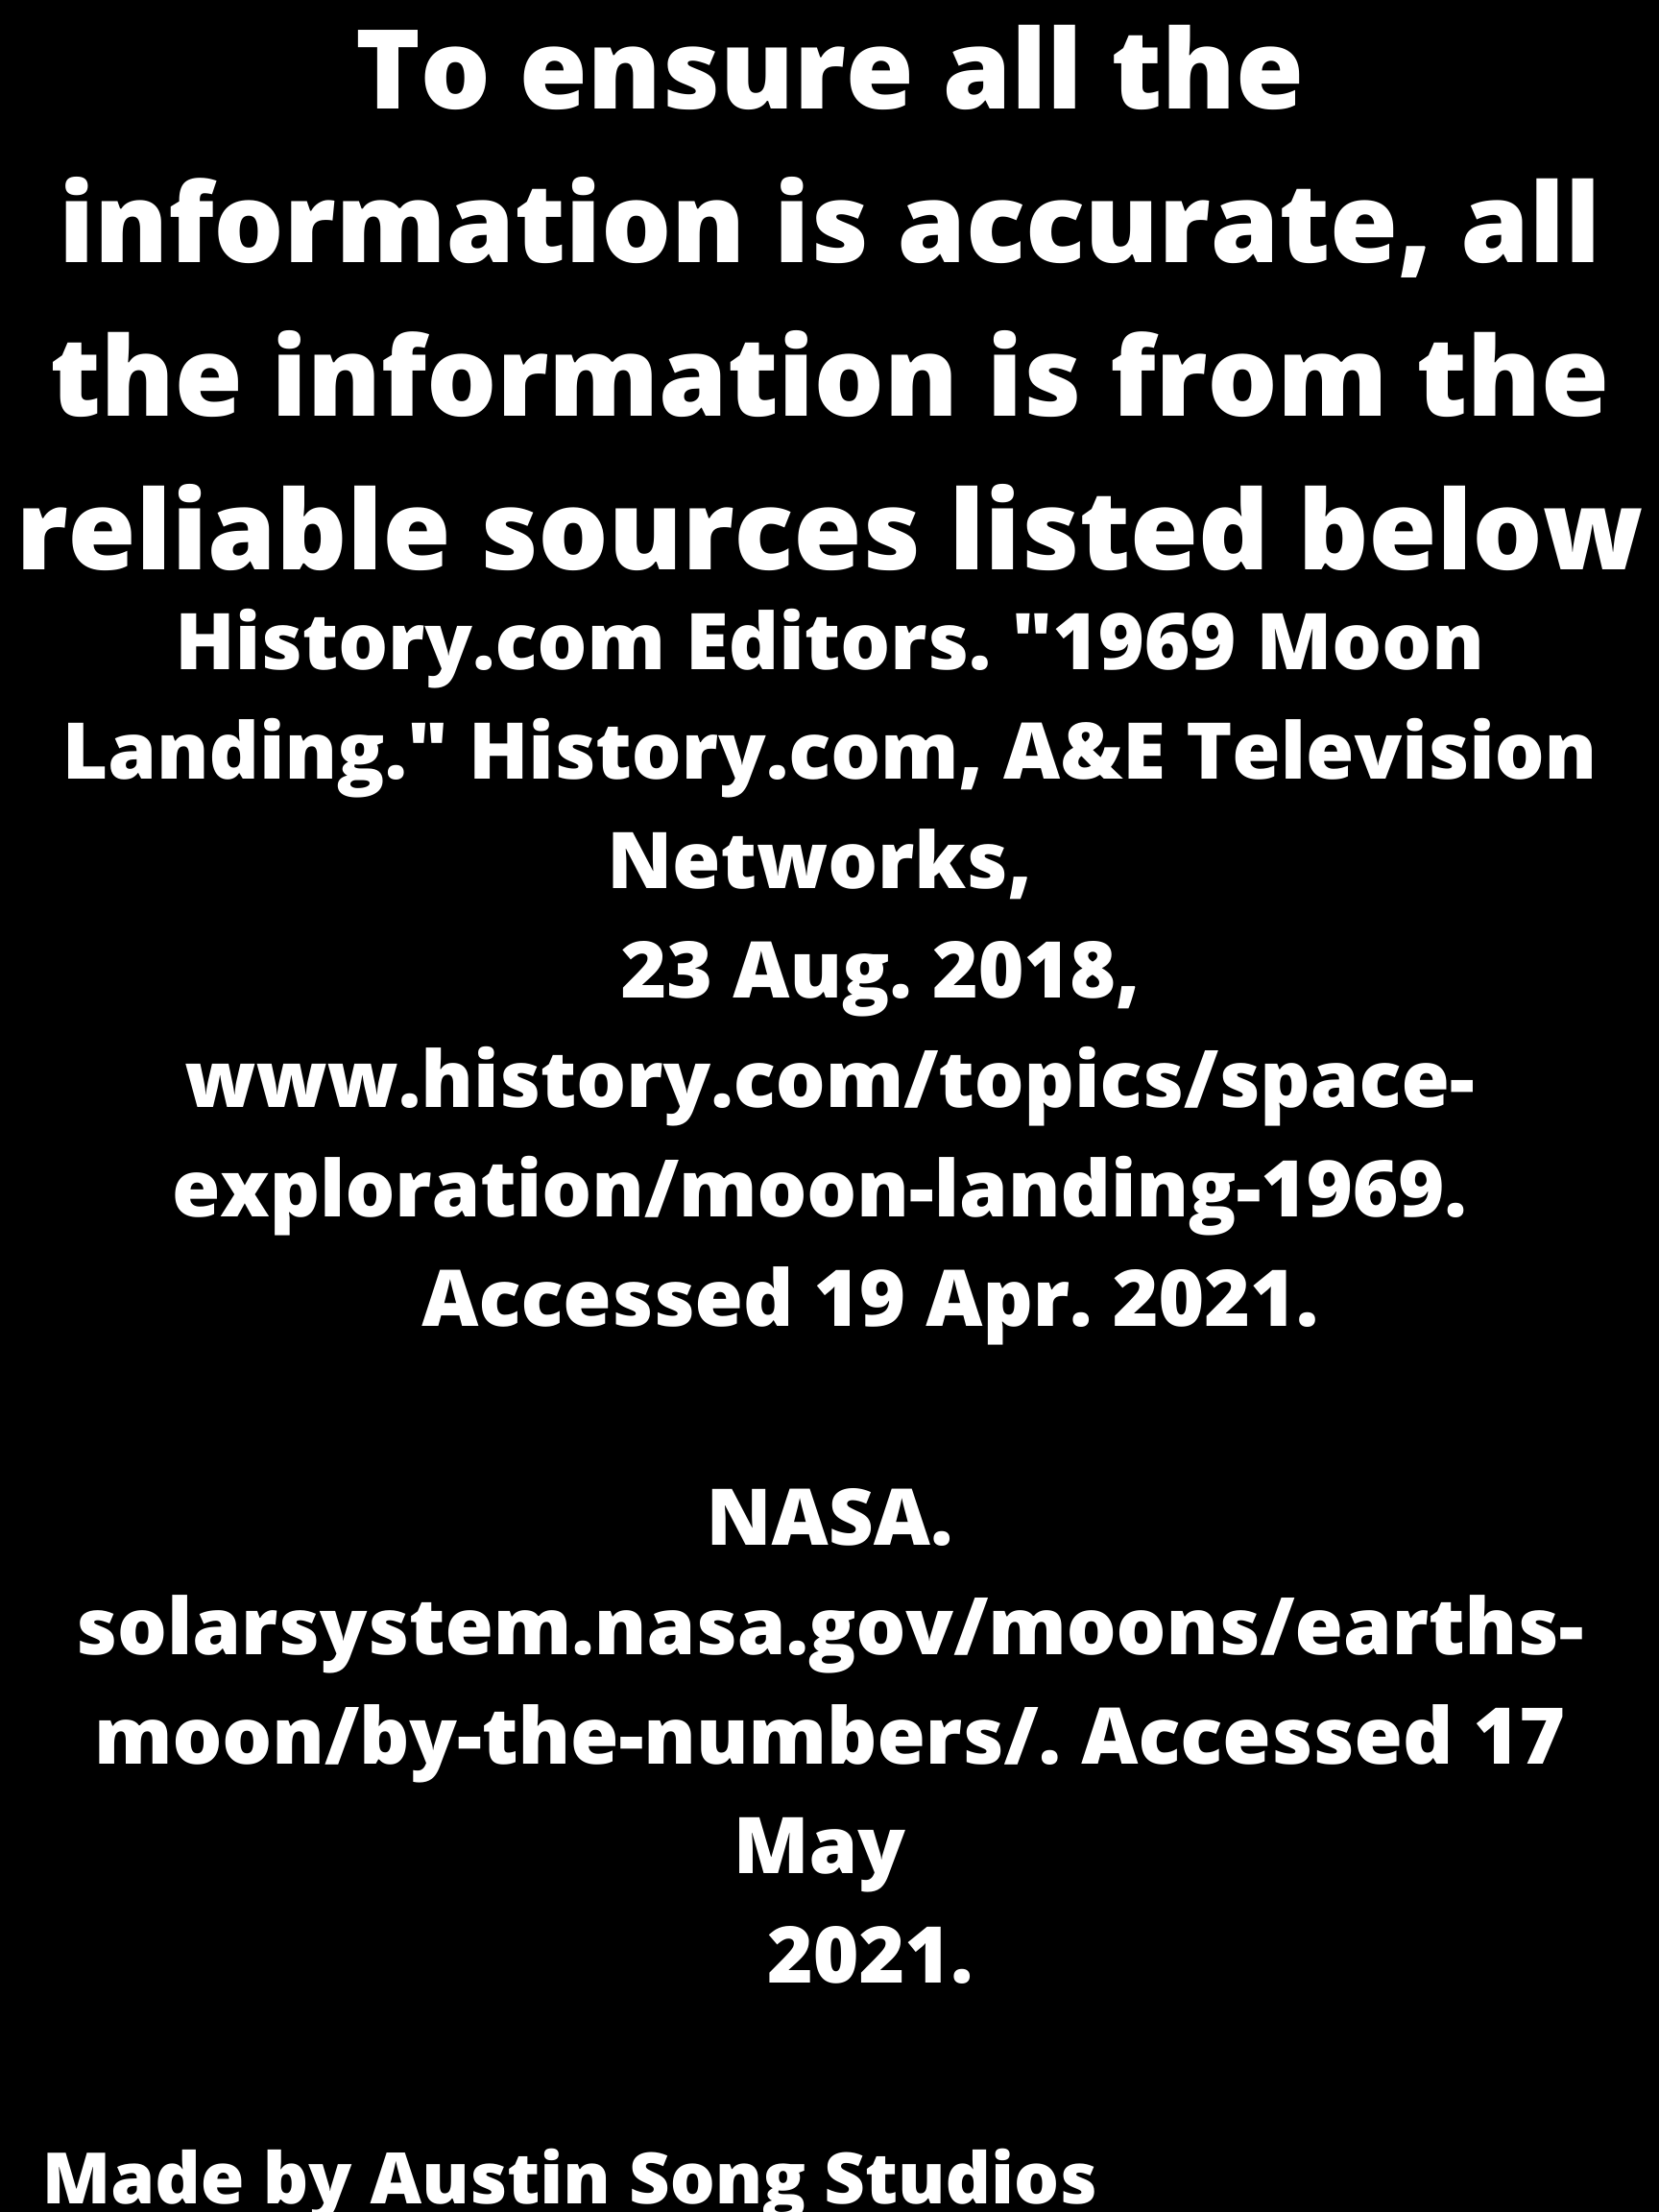 To ensure all the
information is accurate, all
the information is from the
reliable sources listed below
History.com Editors. "1969 Moon
Landing." History.com, A&E Television
Networks,
23 Aug. 2018,
www.history.com/topics/space-
exploration/moon-landing-1969.
Accessed 19 Apr. 2021.
NASA.
solarsystem.nasa.gov/moons/earths-
moon/by-the-numbers/. Accessed 17
May
2021.
Made by Austin Song Studios